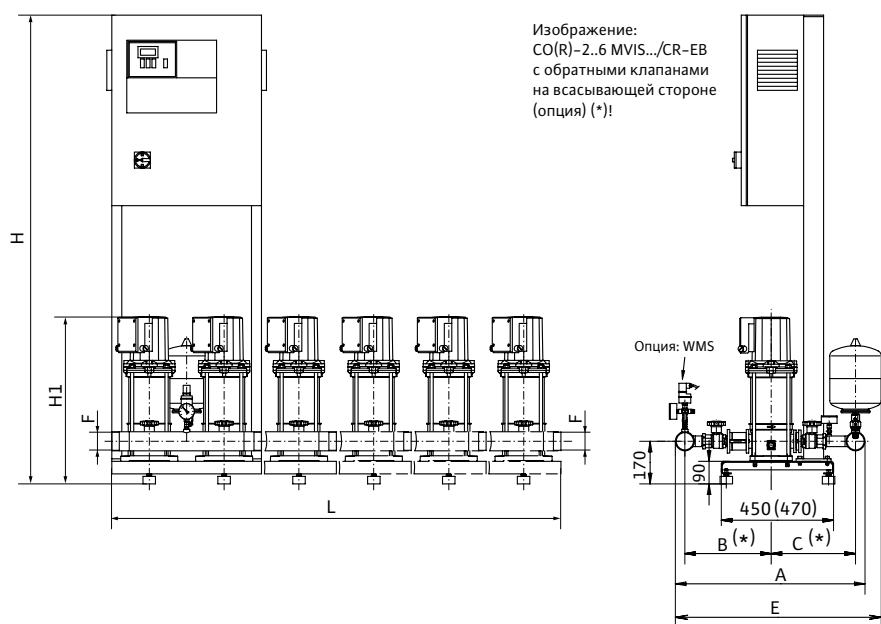 Изображение:
CO(R)-2..6 MVIS.../CR-EB
с обратными клапанами
на всасывающей стороне
(опция) (*)!
H
H1
F
F
L
Опция: WMS
170
90
450 (470)
B (*)
C (*)
A
E